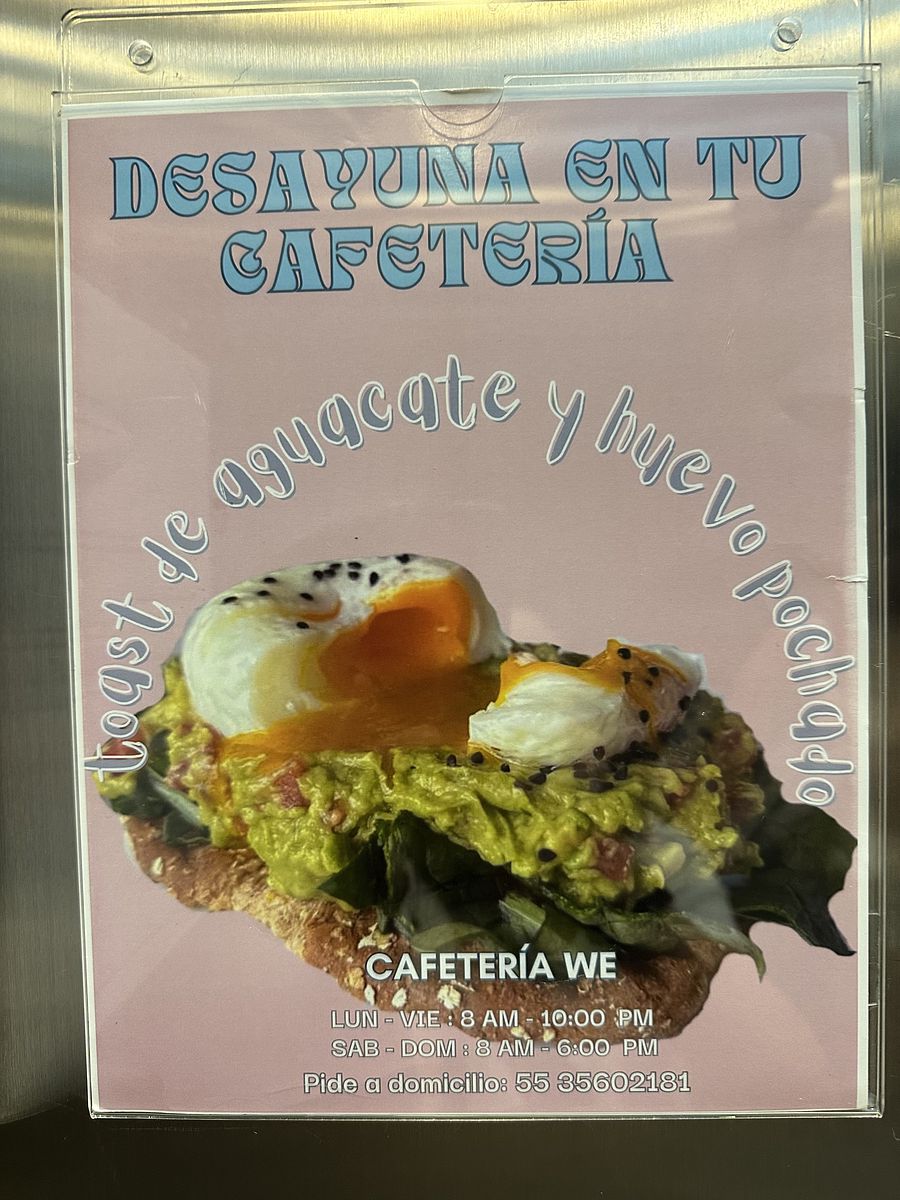 DESAYUNA EN TU
CAFETERÍA
toast de aguacate y huevo pochado
CAFETERÍA WE
LUN - VIE : 8 AM - 10:00 PM
SAB - DOM : 8 AM - 6:00 PM
Pide a domicilio: 55 35602181